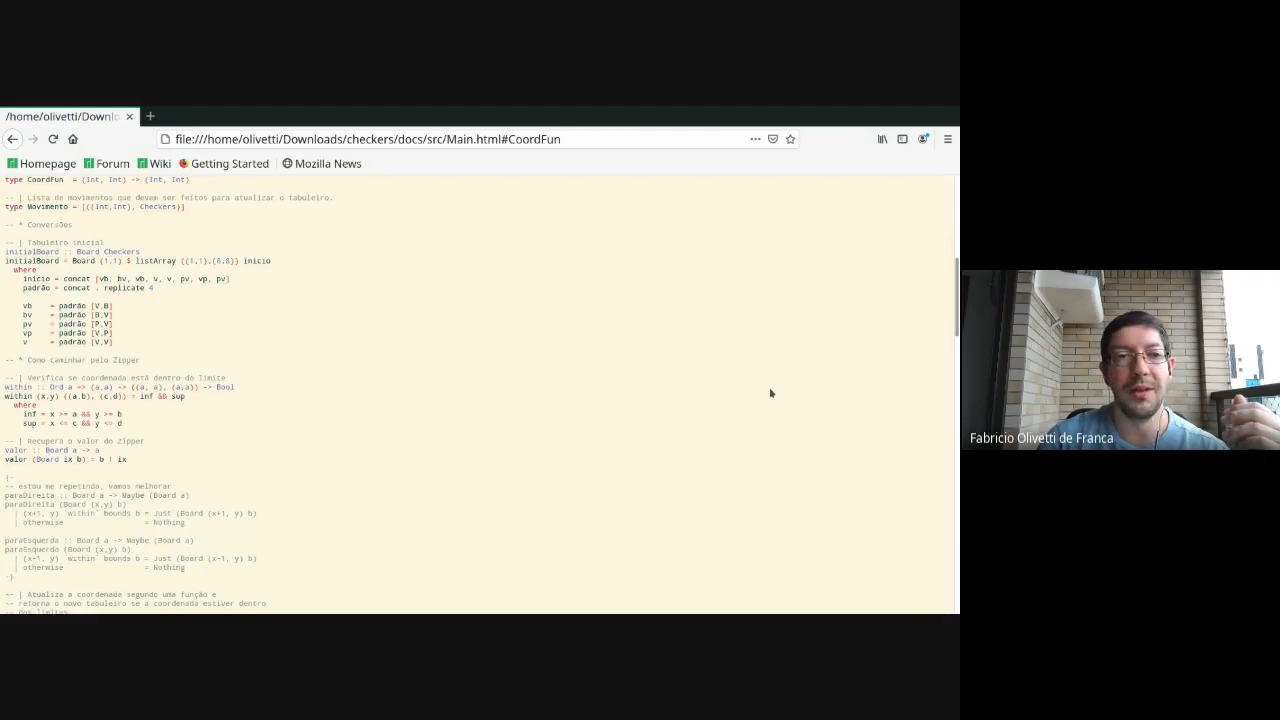 /home/olivetti/Downlo
file:///home/olivetti/Downloads/checkers/docs/src/Main.html#CoordFun
Homepage Forum Wiki Getting Started Mozilla News
type CoordFun = (Int, Int) -> (Int, Int)
-- | Lista de movimentos que devem ser feitos para atualizar o tabuleiro.
type Movimento = [((Int,Int), Checkers)]
-- * Conversões
-- | Tabuleiro inicial
initialBoard :: Board Checkers
initialBoard = Board (1,1) $ listArray ((1,1),(8,8)) inicio
where
inicio = concat [vb, bv, vb, v, v, pv, vp, pv]
padrão = concat . replicate 4
vb = padrão [V,B]
bv = padrão [B,V]
pv = padrão [P,V]
vp = padrão [V,P]
v = padrão [V,V]
-- * Como caminhar pelo Zipper
-- | Verifica se coordenada está dentro do limite
within :: Ord a => (a,a) -> ((a, a), (a,a)) -> Bool
within (x,y) ((a,b), (c,d)) = inf && sup
where
inf = x >= a && y >= b
sup = x <= c && y <= d
-- | Recupera o valor do Zipper
valor :: Board a -> a
valor (Board ix b) = b ! ix
{-
-- estou me repetindo, vamos melhorar
paraDireita :: Board a -> Maybe (Board a)
paraDireita (Board (x,y) b)
| (x+1, y) `within` bounds b = Just (Board (x+1, y) b)
| otherwise = Nothing
paraEsquerda :: Board a -> Maybe (Board a)
paraEsquerda (Board (x,y) b)
| (x-1, y) `within` bounds b = Just (Board (x-1, y) b)
| otherwise = Nothing
-}
-- | Atualiza a coordenada segundo uma função e
-- retorna o novo tabuleiro se a coordenada estiver dentro
-- dos limites
Fabricio Olivetti de Franca